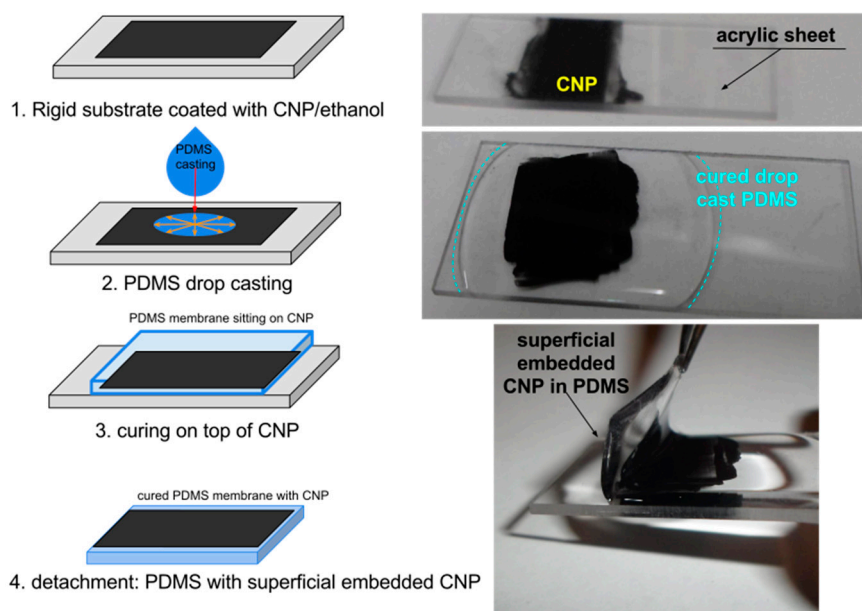 1. Rigid substrate coated with CNP/ethanol
PDMS
casting
2. PDMS drop casting
PDMS membrane sitting on CNP
3. curing on top of CNP
cured PDMS membrane with CNP
4. detachment: PDMS with superficial embedded CNP
acrylic sheet
CNP
cured drop
cast PDMS
superficial
embedded
CNP in PDMS